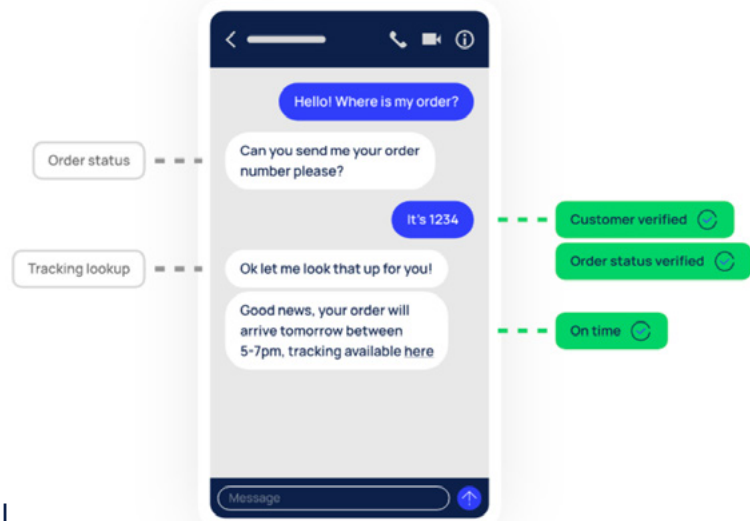 Hello! Where is my order?
Order status
Can you send me your order
number please?
It's 1234
Customer verified
Order status verified
Tracking lookup
Ok let me look that up for you!
Good news, your order will
arrive tomorrow between
5-7pm, tracking available here
On time
Message